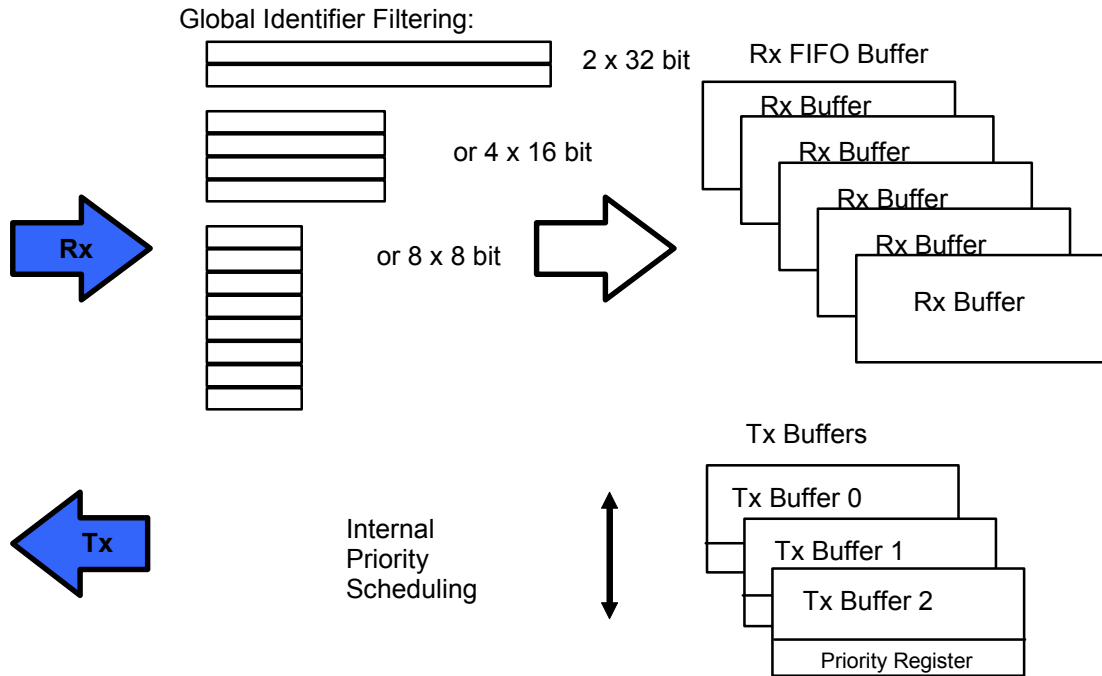 Global Identifier Filtering:
2 x 32 bit
or 4 x 16 bit
or 8 x 8 bit
Rx
Rx FIFO Buffer
Rx Buffer
Rx Buffer
Rx Buffer
Rx Buffer
Rx Buffer
Tx
Internal
Priority
Scheduling
Tx Buffers
Tx Buffer 0
Tx Buffer 1
Tx Buffer 2
Priority Register